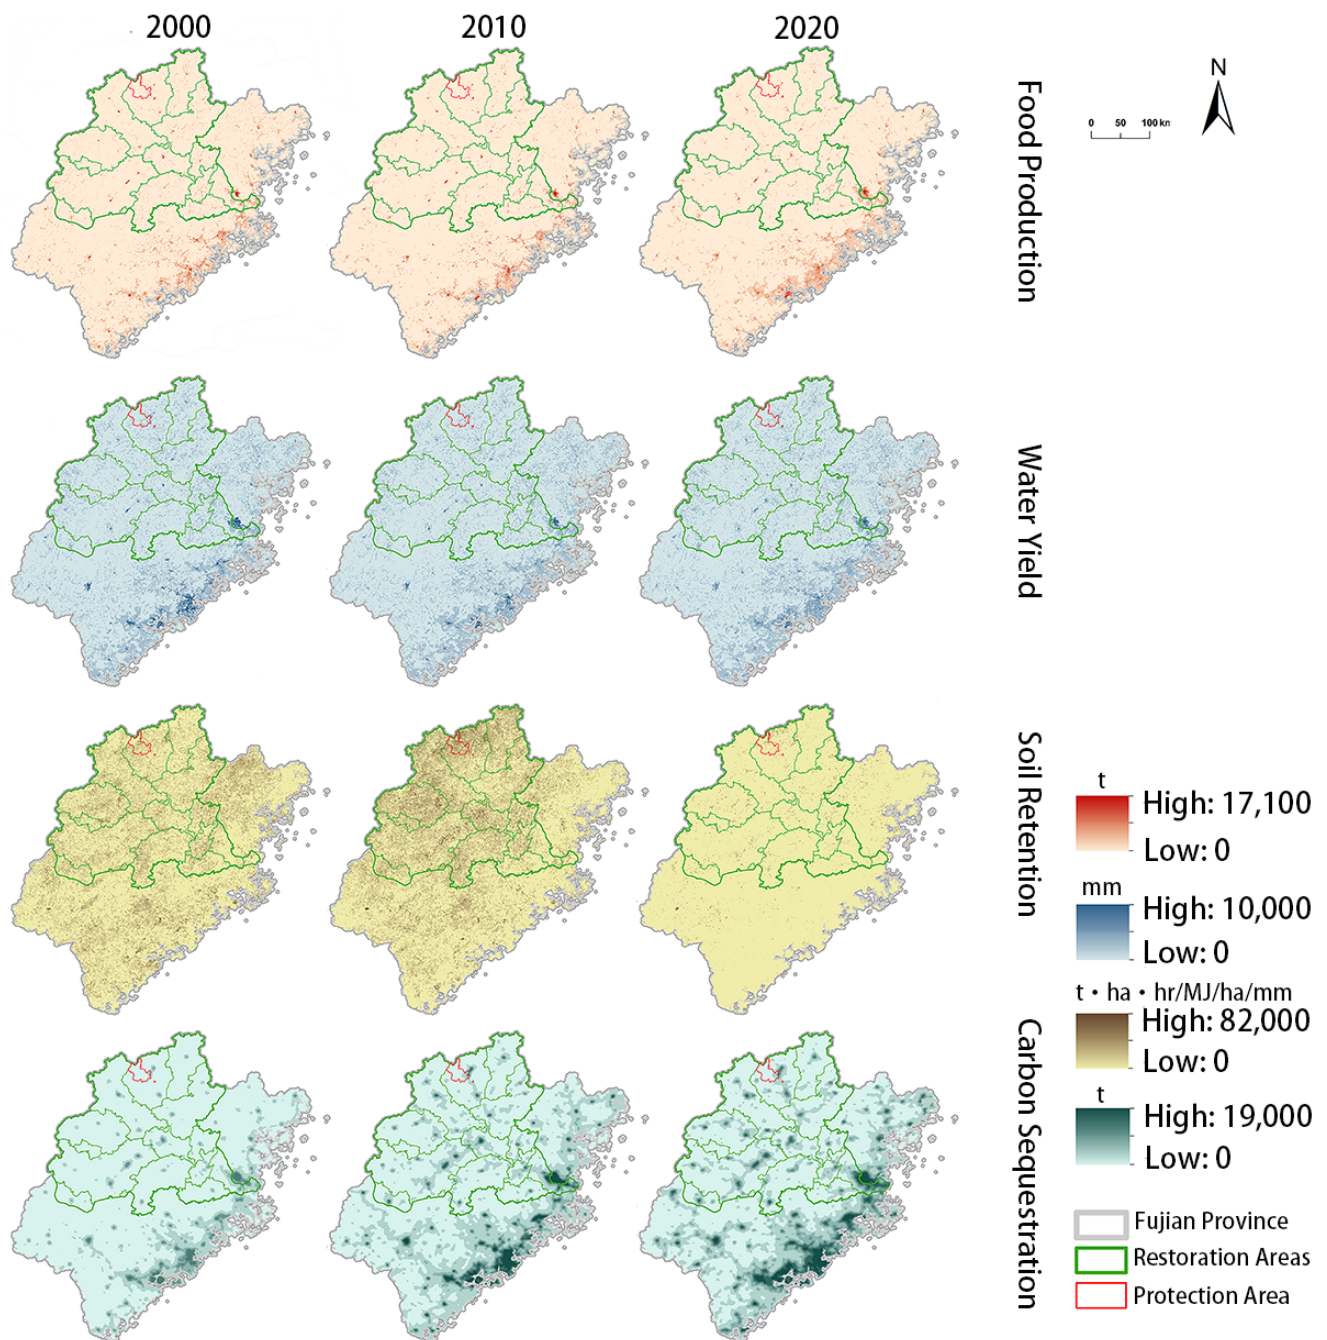 2000
2010
2020
Food Production
N
0 50 100 kn
Water Yield
Soil Retention
t
High: 17,100
Low: 0
mm
High: 10,000
Low: 0
t • ha • hr/MJ/ha/mm
High: 82,000
Low: 0
Carbon Sequestration
t
High: 19,000
Low: 0
Fujian Province
Restoration Areas
Protection Area